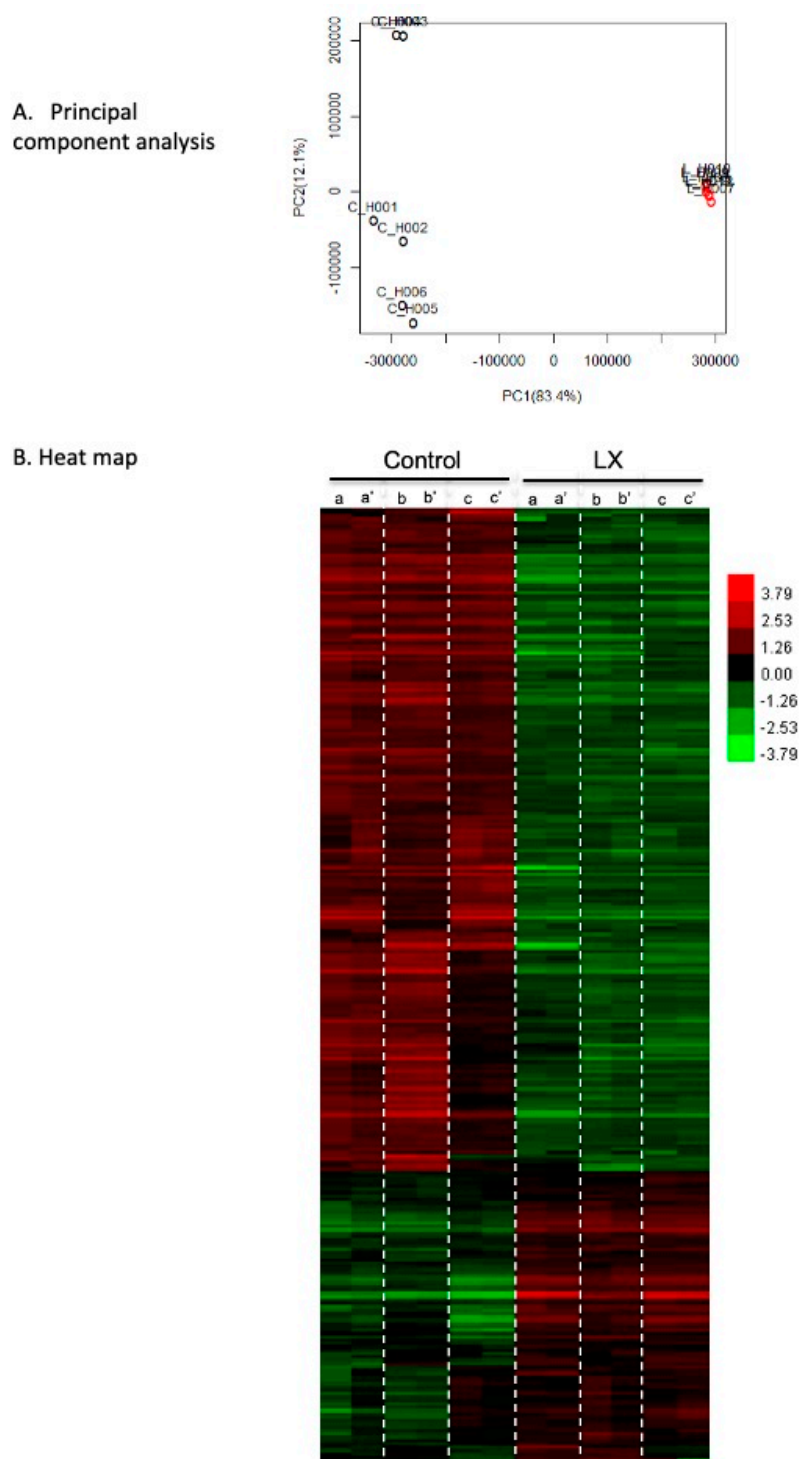 A. Principal
component analysis
PC2(12.1%)
200000
100000
0
-100000
C_H001
C_H002
C_H006
C_H005
L_H010
-300000
-100000
0
100000
200000
300000
PC1(83.4%)
B. Heat map
Control LX
a a' b b' c c' a a' b b' c c'
3.79
2.53
1.26
0.00
-1.26
-2.53
-3.79